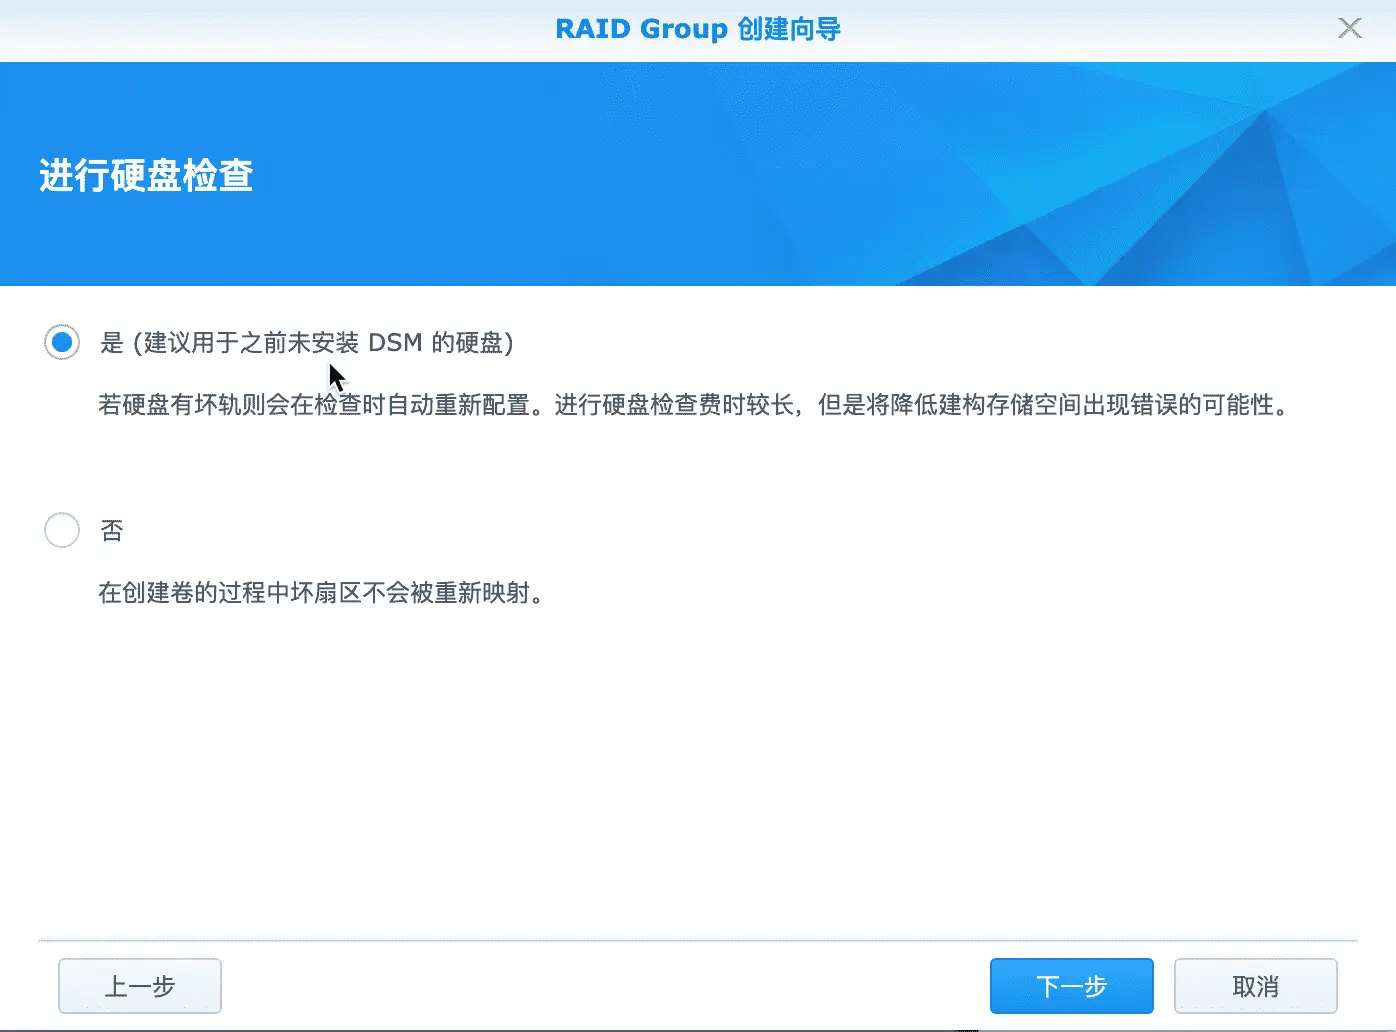 RAID Group 创建向导
进行硬盘检查
是 (建议用于之前未安装 DSM 的硬盘)
若硬盘有坏轨则会在检查时自动重新配置。进行硬盘检查费时较长，但是将降低建构存储空间出现错误的可能性。
否
在创建卷的过程中坏扇区不会被重新映射。
上一步
下一步
取消